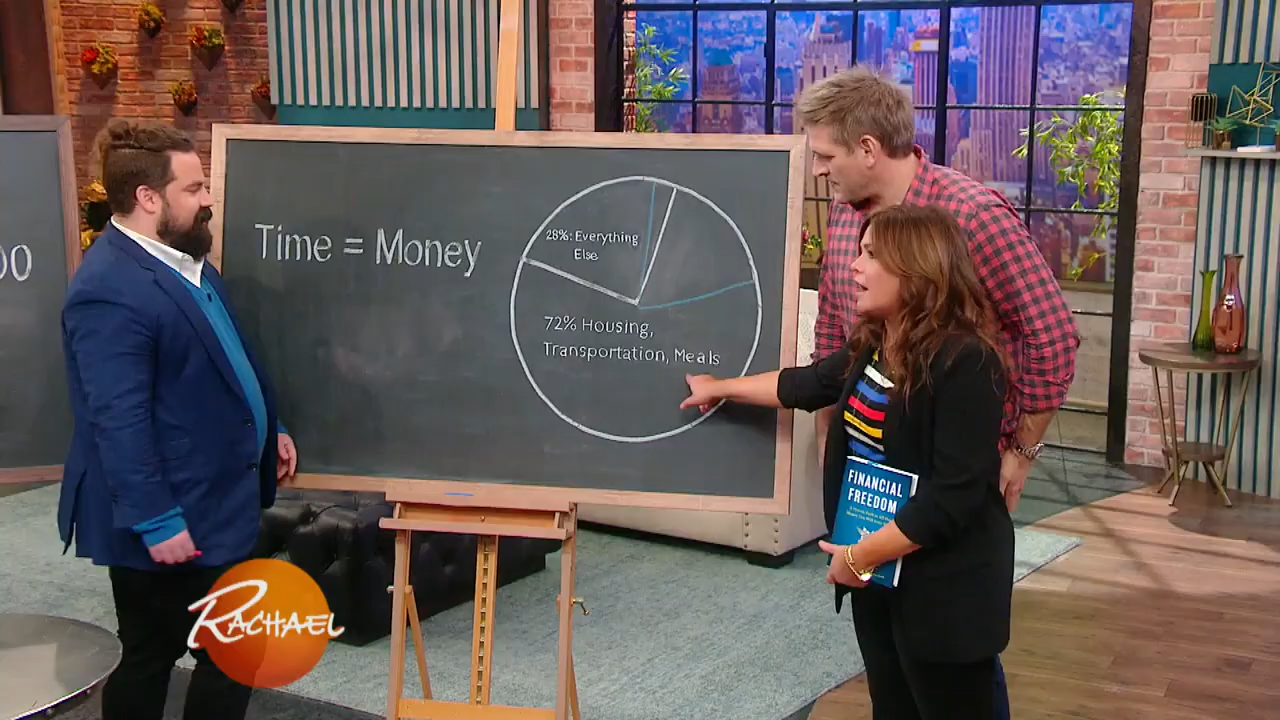 00
Time = Money
28%: Everything
Else
72% Housing,
Transportation, Meals
FINANCIAL
FREEDOM
RACHAEL